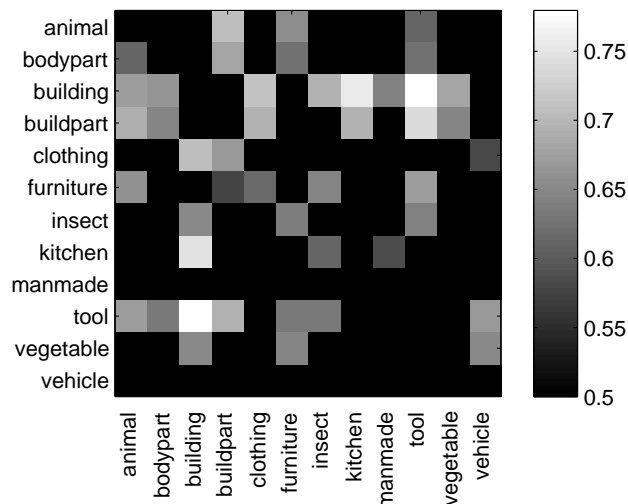 animal
bodypart
building
buildpart
clothing
furniture
insect
kitchen
manmade
tool
vegetable
vehicle
animal
bodypart
building
buildpart
clothing
furniture
insect
kitchen
manmade
tool
vegetable
vehicle
0.75
0.7
0.65
0.6
0.55
0.5